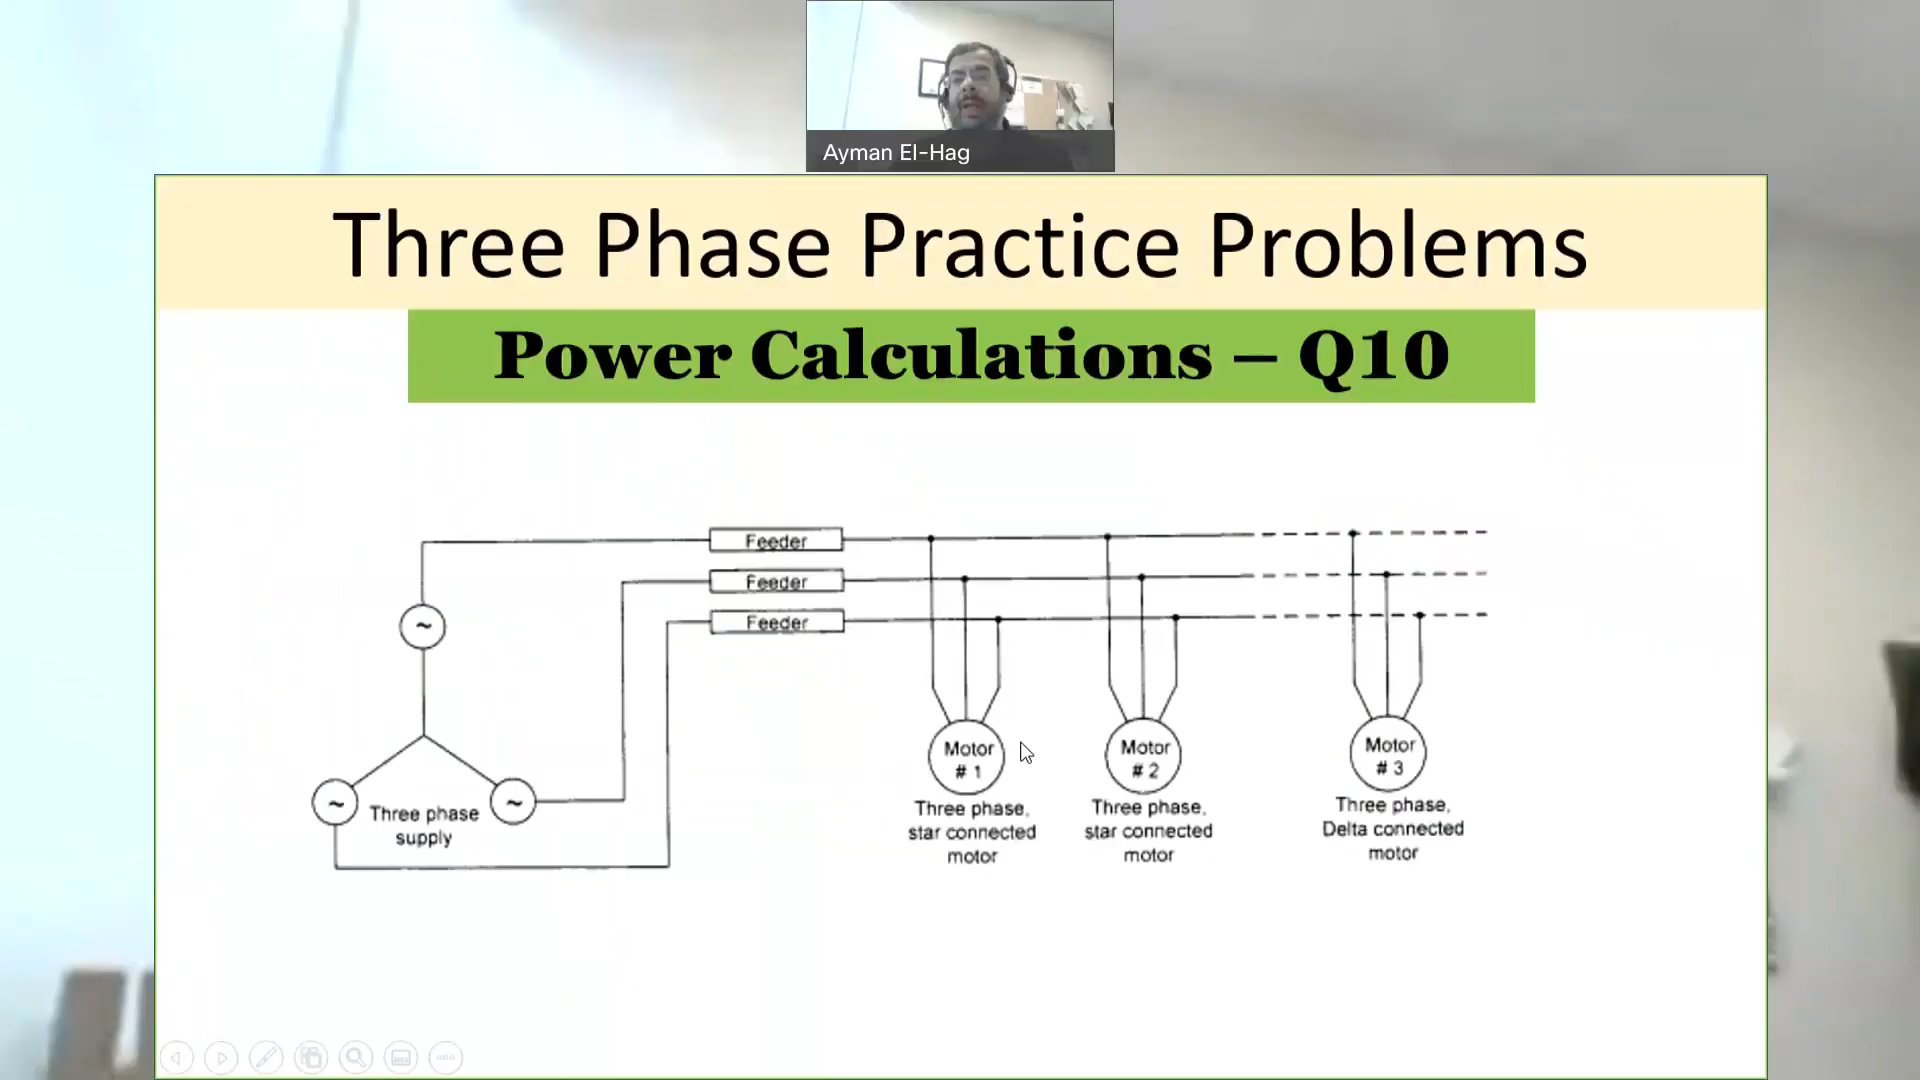 Ayman El-Hag
Three Phase Practice Problems
Power Calculations – Q10
Feeder
Feeder
Feeder
Three phase
supply
Motor
# 1
Three phase,
star connected
motor
Motor
# 2
Three phase,
star connected
motor
Motor
# 3
Three phase,
Delta connected
motor